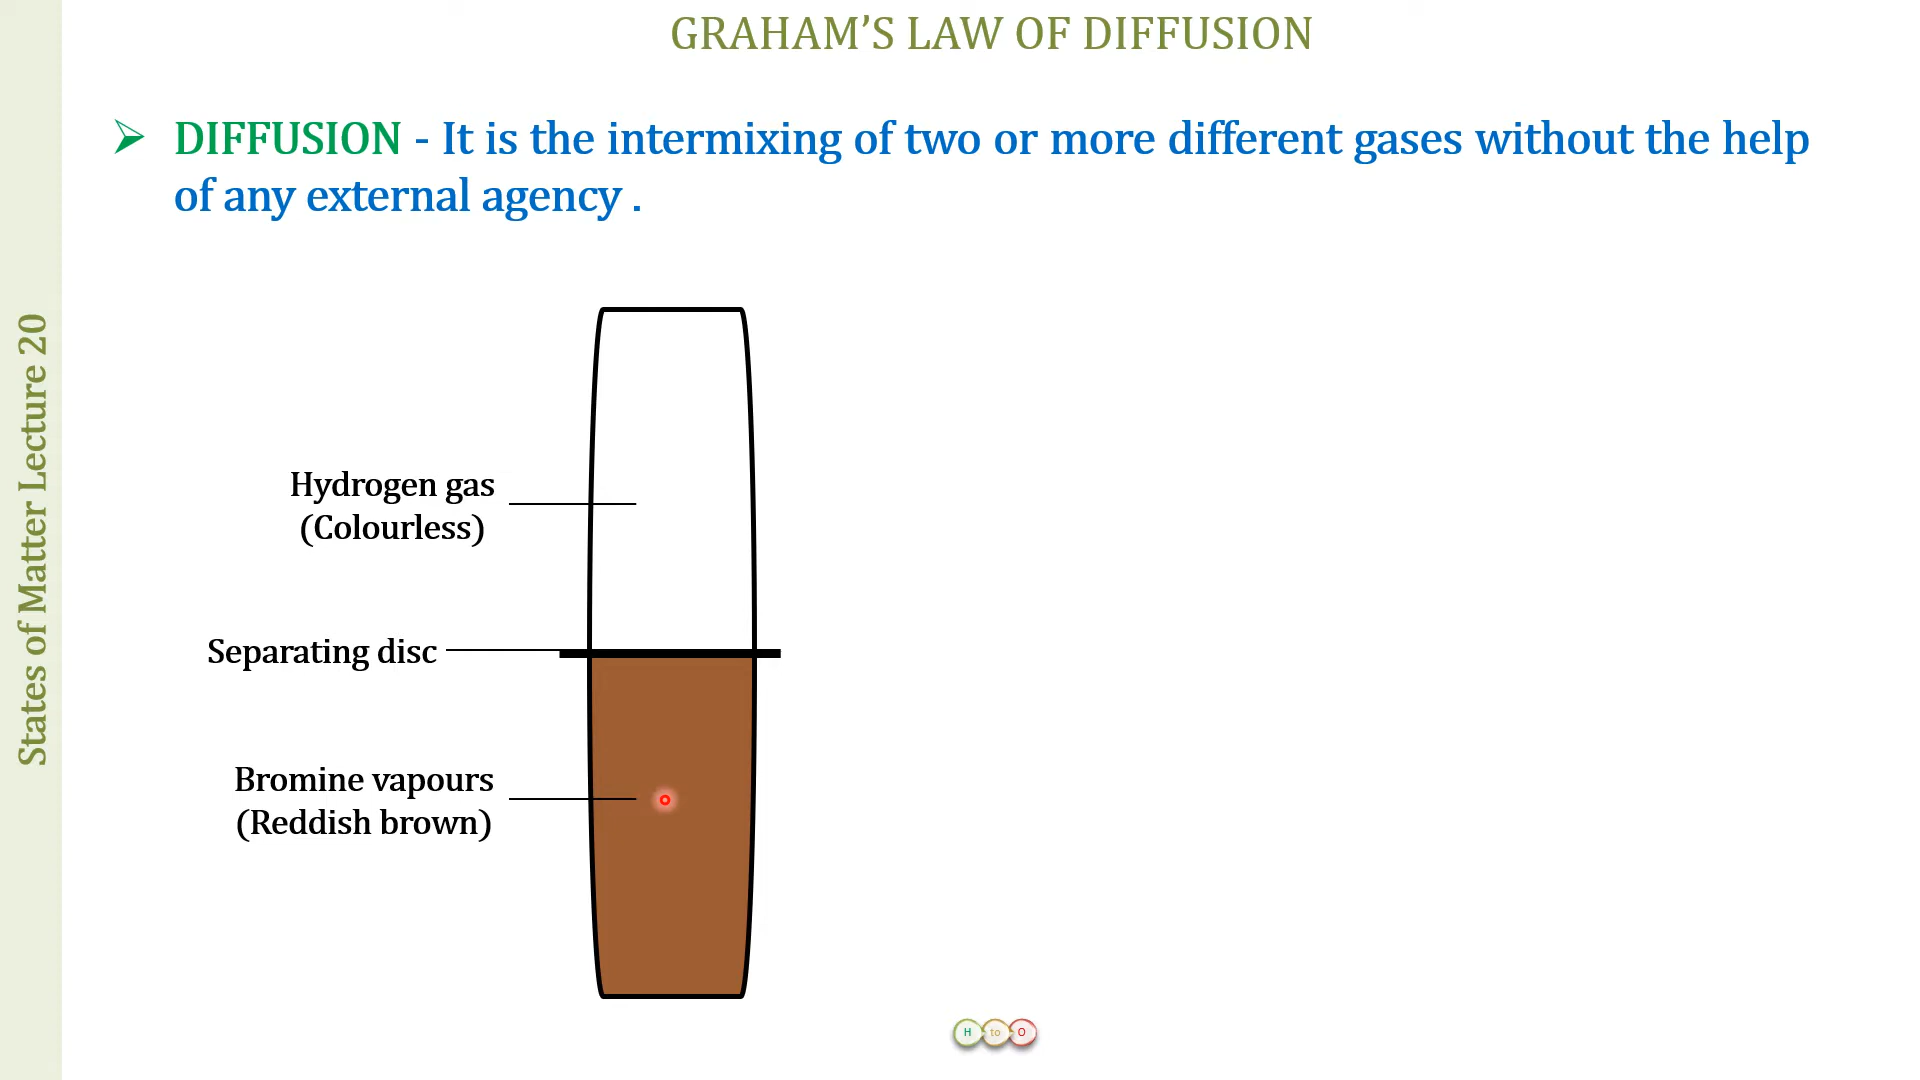 GRAHAM’S LAW OF DIFFUSION
DIFFUSION - It is the intermixing of two or more different gases without the help
of any external agency .
States of Matter Lecture 20
Hydrogen gas
(Colourless)
Separating disc
Bromine vapours
(Reddish brown)
H to O